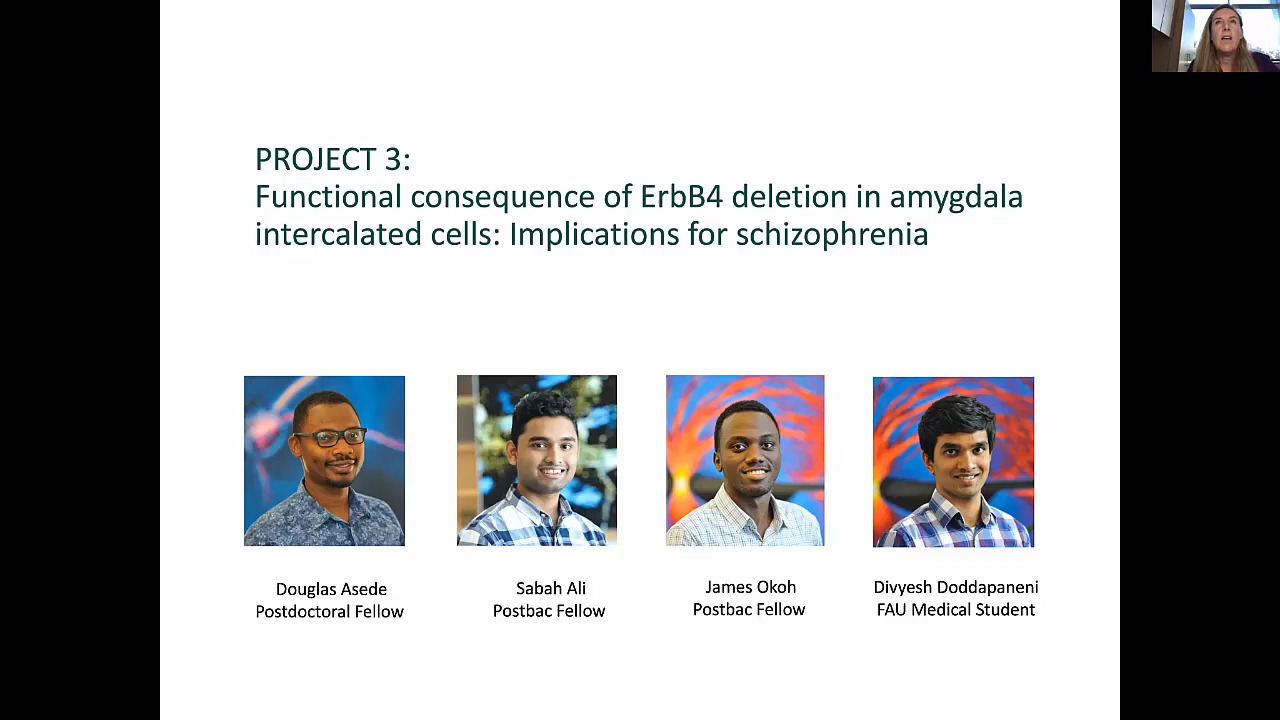 PROJECT 3:
Functional consequence of ErbB4 deletion in amygdala
intercalated cells: Implications for schizophrenia
Douglas Asede
Postdoctoral Fellow
Sabah Ali
Postbac Fellow
James Okoh
Postbac Fellow
Divyesh Doddapaneni
FAU Medical Student